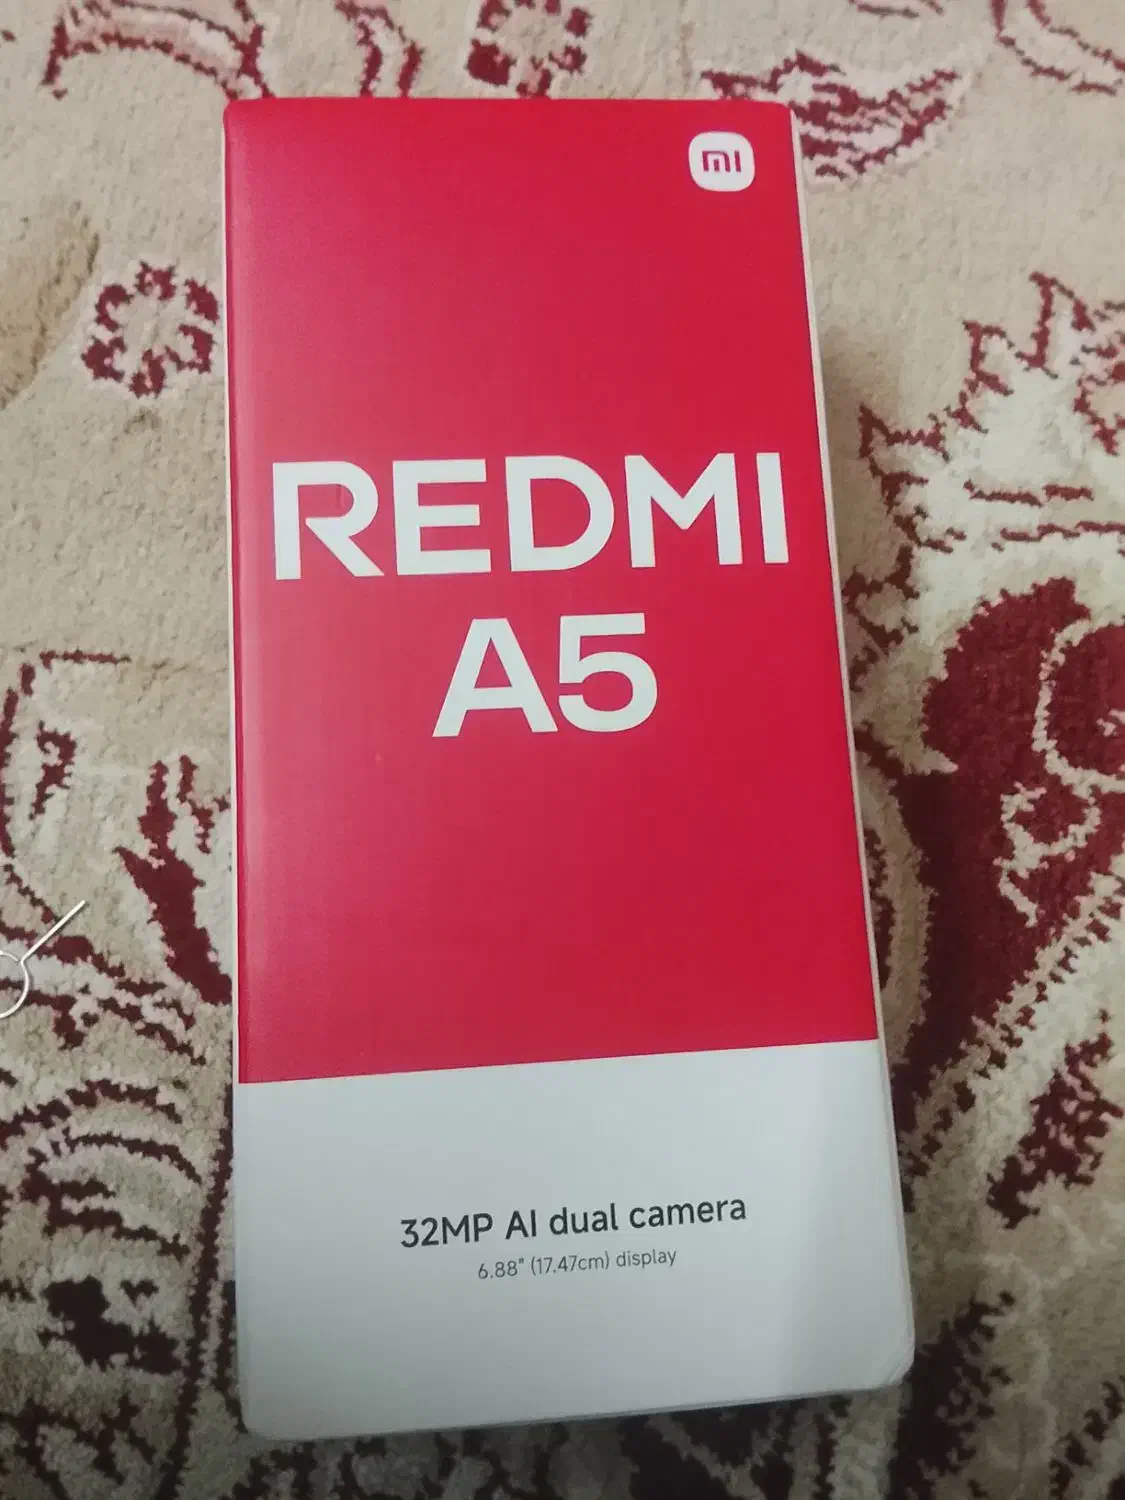 mi
REDMI
A5
32MP AI dual camera
6.88" (17.47cm) display